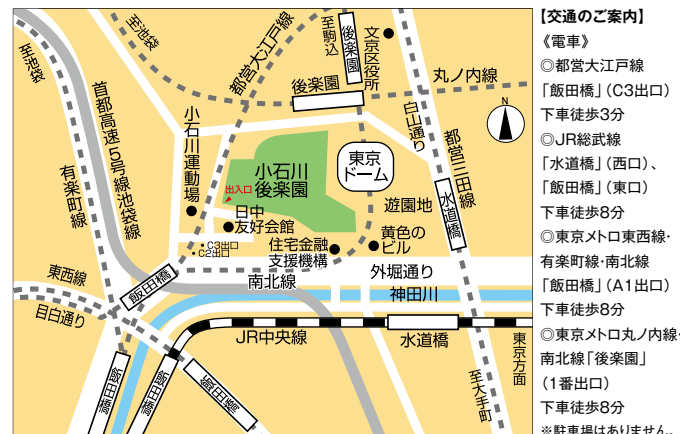 至池袋
都営大江戸線
至駒込
後楽園
文京区役所
至池袋
首都高速5号線池袋線
有楽町線
小石川運動場
後楽園
丸ノ内線
白山通り
都営三田線
N
小石川
後楽園
出入口
東京
ドーム
遊園地
水道橋
日中
友好会館
C3出口
C2出口
住宅金融
支援機構
黄色の
ビル
飯田橋
外堀通り
南北線
神田川
東西線
目白通り
JR中央線
水道橋
東京方面
至大手町
飯田橋
飯田橋
飯田橋
【交通のご案内】
《電車》
◎都営大江戸線
「飯田橋」(C3出口)
下車徒歩3分
◎JR総武線
「水道橋」(西口)、
「飯田橋」(東口)
下車徒歩8分
◎東京メトロ東西線・
有楽町線・南北線
「飯田橋」(A1出口)
下車徒歩8分
◎東京メトロ丸ノ内線・
南北線「後楽園」
(1番出口)
下車徒歩8分
※駐車場はありません。